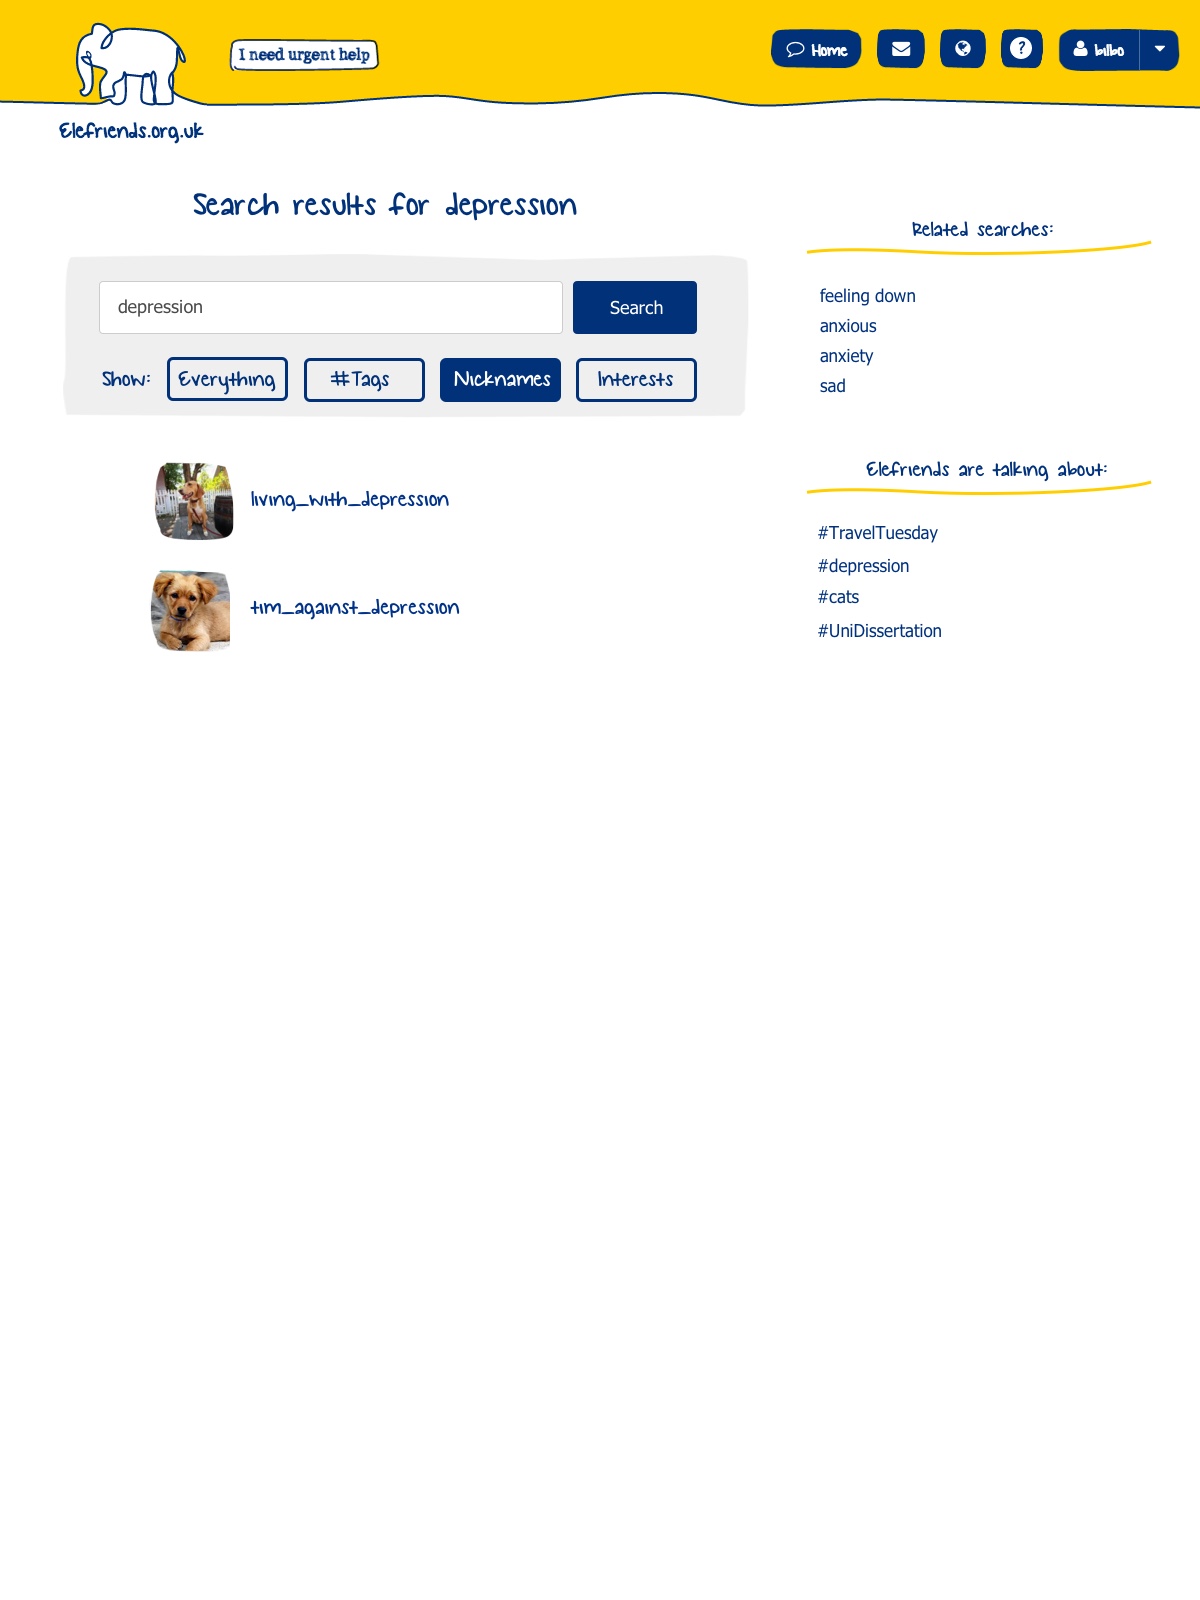 I need urgent help
Home
?
bilbo
Elefriends.org.uk
Search results for depression
depression
Search
Show:
Everything
#Tags
Nicknames
Interests
living_with_depression
tim_against_depression
Related searches:
feeling down
anxious
anxiety
sad
Elefriends are talking about:
#TravelTuesday
#depression
#cats
#UniDissertation